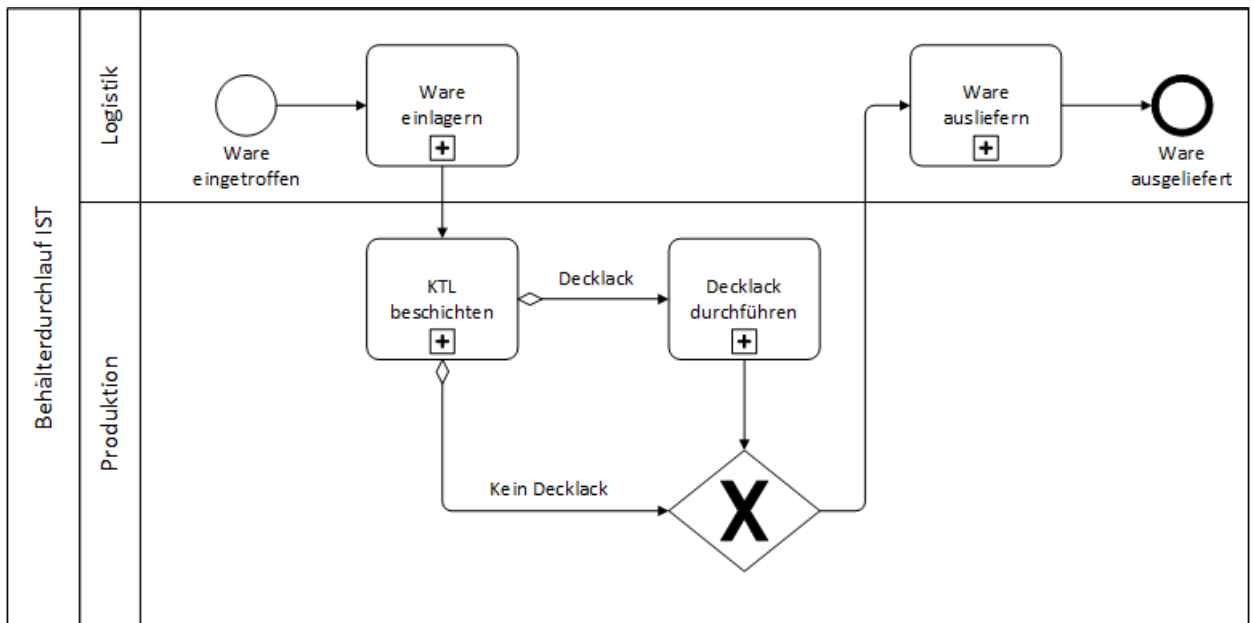 Behälterdurchlauf IST
Logistik
Ware
eingetroffen
Ware
einlagern
Ware
ausliefern
Ware
ausgeliefert
Produktion
KTL
beschichten
Decklack
Decklack
durchführen
Kein Decklack
X